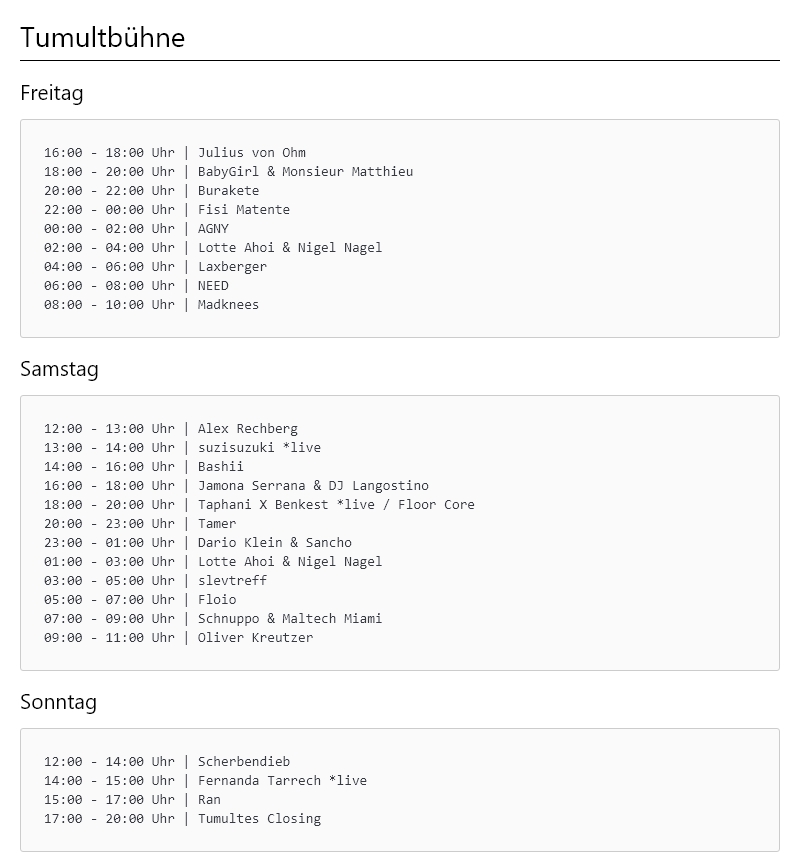 Tumultbühne
Freitag
16:00 - 18:00 Uhr | Julius von Ohm
18:00 - 20:00 Uhr | BabyGirl & Monsieur Matthieu
20:00 - 22:00 Uhr | Burakete
22:00 - 00:00 Uhr | Fisi Matente
00:00 - 02:00 Uhr | AGNY
02:00 - 04:00 Uhr | Lotte Ahoi & Nigel Nagel
04:00 - 06:00 Uhr | Laxberger
06:00 - 08:00 Uhr | NEED
08:00 - 10:00 Uhr | Madknees
Samstag
12:00 - 13:00 Uhr | Alex Rechberg
13:00 - 14:00 Uhr | suzisuzuki *live
14:00 - 16:00 Uhr | Bashii
16:00 - 18:00 Uhr | Jamona Serrana & DJ Langostino
18:00 - 20:00 Uhr | Taphani X Benkest *live / Floor Core
20:00 - 23:00 Uhr | Tamer
23:00 - 01:00 Uhr | Dario Klein & Sancho
01:00 - 03:00 Uhr | Lotte Ahoi & Nigel Nagel
03:00 - 05:00 Uhr | slevtreff
05:00 - 07:00 Uhr | Floio
07:00 - 09:00 Uhr | Schnuppo & Maltech Miami
09:00 - 11:00 Uhr | Oliver Kreutzer
Sonntag
12:00 - 14:00 Uhr | Scherbendieb
14:00 - 15:00 Uhr | Fernanda Tarrech *live
15:00 - 17:00 Uhr | Ran
17:00 - 20:00 Uhr | Tumultes Closing